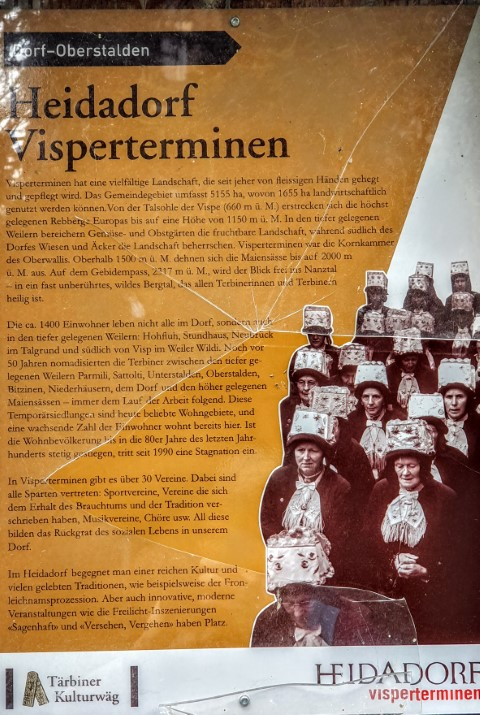 Dorf–Oberstalden
Heidadorf
Visperterminen
Visperterminen hat eine vielfältige Landschaft, die seit jeher von fleissigen Händen gehegt
und gepflegt wird. Das Gemeindegebiet umfasst 5155 ha, wovon 1655 ha landwirtschaftlich
genutzt werden können. Von der Talsohle der Vispe (660 m ü. M.) erstrecken sich die höchst
gelegenen Rebberge Europas bis auf eine Höhe von 1150 m ü. M. In den tiefer gelegenen
Weilern bereichern Gemüse- und Obstgärten die fruchtbare Landschaft, während südlich des
Dorfes Wiesen und Äcker die Landschaft beherrschen. Visperterminen war die Kornkammer
des Oberwallis. Oberhalb 1500 m ü. M. dehnen sich die Maiensässe bis auf 2000 m
ü. M. aus. Auf dem Gebidempass, 2217 m ü. M., wird der Blick frei ins Nanztal
– in ein fast unberührtes, wildes Bergtal, das allen Terbinerinnen und Terbinern
heilig ist.
Die ca. 1400 Einwohner leben nicht alle im Dorf, sondern auch
in den tiefer gelegenen Weilern: Hohfluh, Stundhaus, Neubrück
im Talgrund und südlich von Visp im Weiler Wildi. Noch vor
50 Jahren nomadisierten die Terbiner zwischen den tiefer ge-
legenen Weilern Parmili, Sattolti, Unterstalden, Oberstalden,
Bitzinen, Niederhäusern, dem Dorf und den höher gelegenen
Maiensässen – immer dem Lauf der Arbeit folgend. Diese
Temporärsiedlungen sind heute beliebte Wohngebiete, und
eine wachsende Zahl der Einwohner wohnt bereits hier. Ist
die Wohnbevölkerung bis in die 80er Jahre des letzten Jahr-
hunderts stetig gestiegen, tritt seit 1990 eine Stagnation ein.
In Visperterminen gibt es über 30 Vereine. Dabei sind
alle Sparten vertreten: Sportvereine, Vereine die sich
dem Erhalt des Brauchtums und der Tradition ver-
schrieben haben, Musikvereine, Chöre usw. All diese
bilden das Rückgrat des sozialen Lebens in unserem
Dorf.
Im Heidadorf begegnet man einer reichen Kultur und
vielen gelebten Traditionen, wie beispielsweise der Fron-
leichnamsprozession. Aber auch innovative, moderne
Veranstaltungen wie die Freilicht-Inszenierungen
«Sagenhaft» und «Versehen, Vergehen» haben Platz.
Tärbiner
Kulturwäg
HEIDADORF
visperterminen